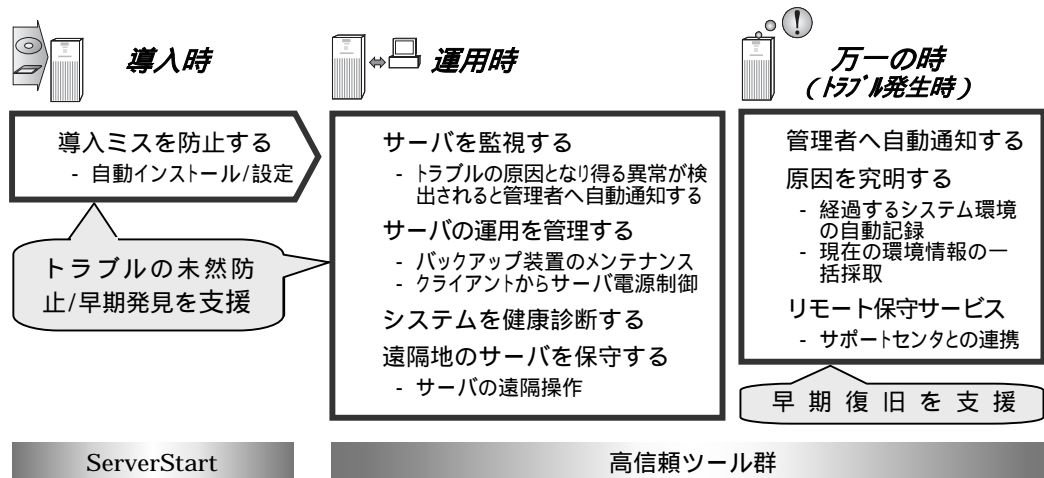 導入時
導入ミスを防止する
- 自動インストール/設定
トラブルの未然防
止/早期発見を支援
運用時
サーバを監視する
- トラブルの原因となり得る異常が検
出されると管理者へ自動通知する
サーバの運用を管理する
- バックアップ装置のメンテナンス
- クライアントからサーバ電源制御
システムを健康診断する
遠隔地のサーバを保守する
- サーバの遠隔操作
!
万一の時
(トラブル発生時)
管理者へ自動通知する
原因を究明する
- 経過するシステム環境
の自動記録
- 現在の環境情報の一
括採取
リモート保守サービス
- サポートセンタとの連携
早期復旧を支援
ServerStart
高信頼ツール群